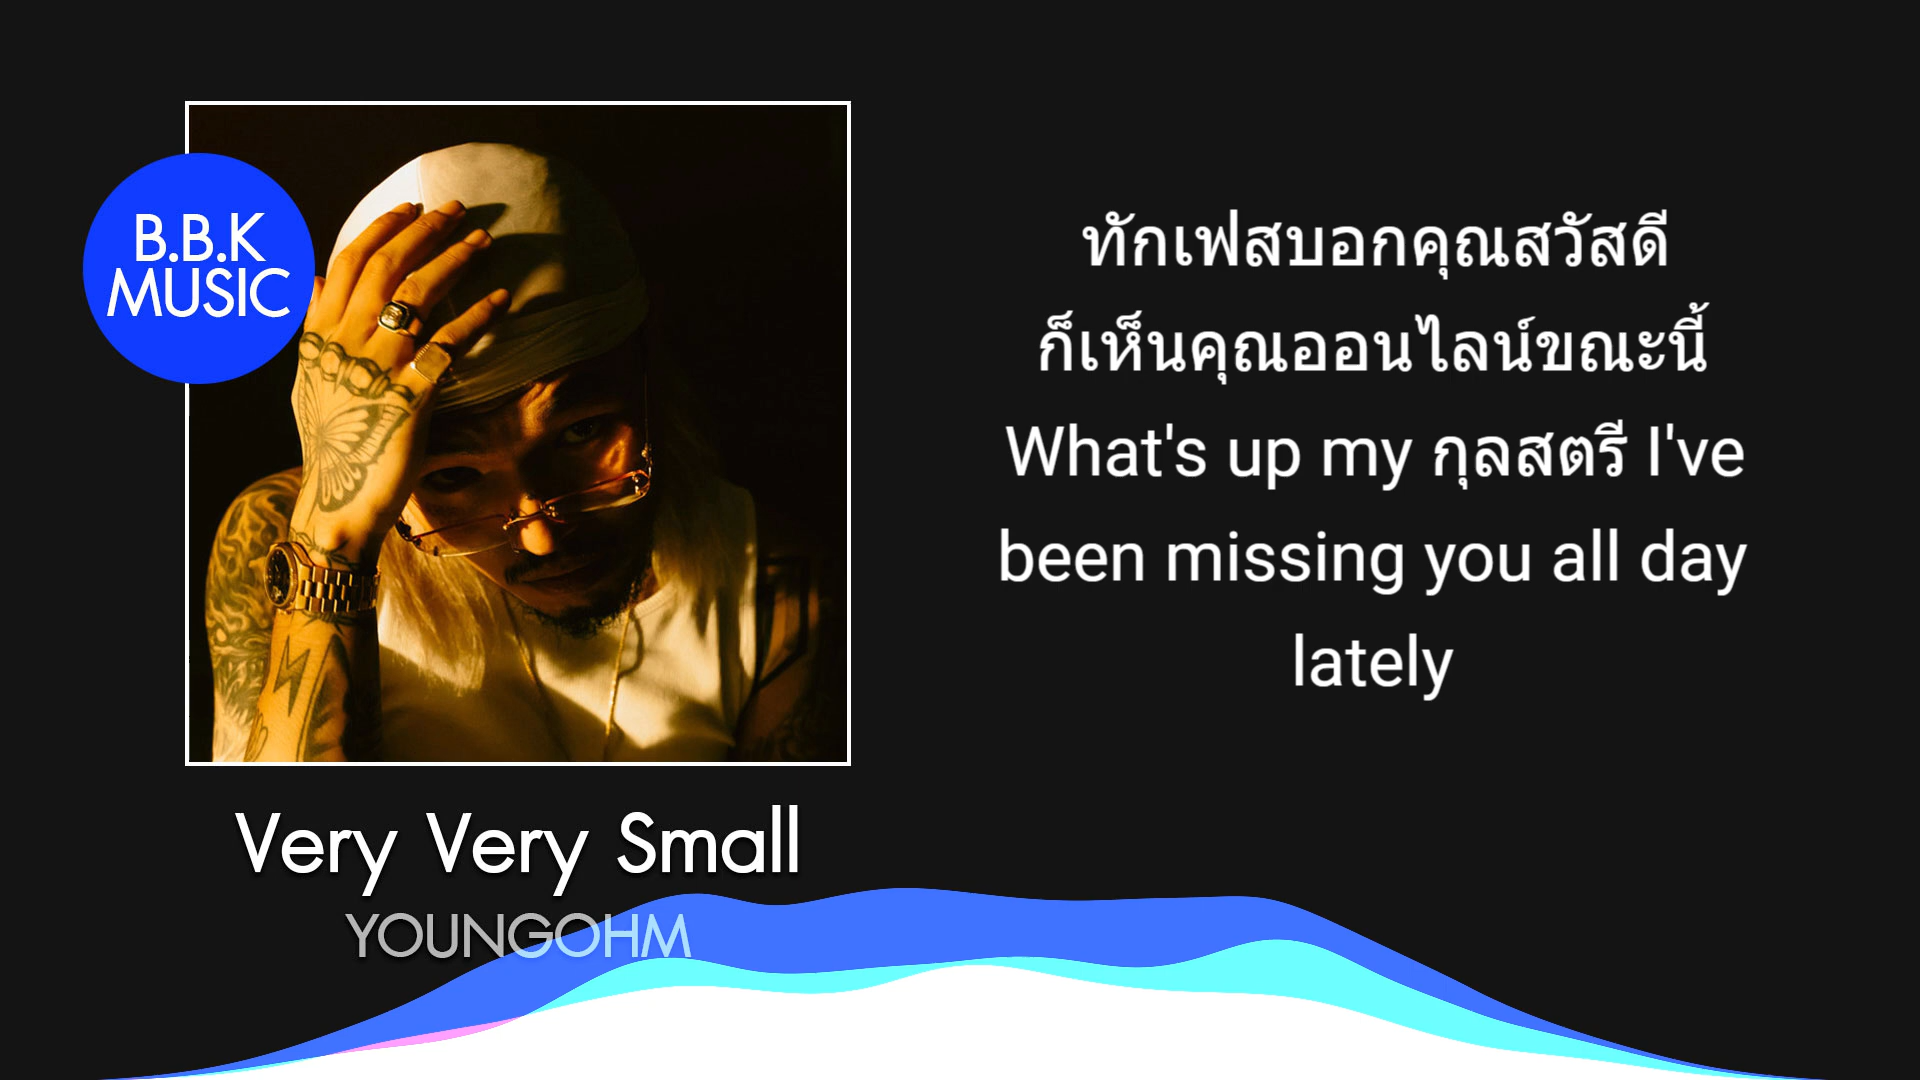 B.B.K
MUSIC
ทักเฟสบอกคุณสวัสดี
ก็เห็นคุณออนไลน์ขณะนี้
What's up my กุลสตรี I've
been missing you all day
lately
Very Very Small
YOUNGOHM